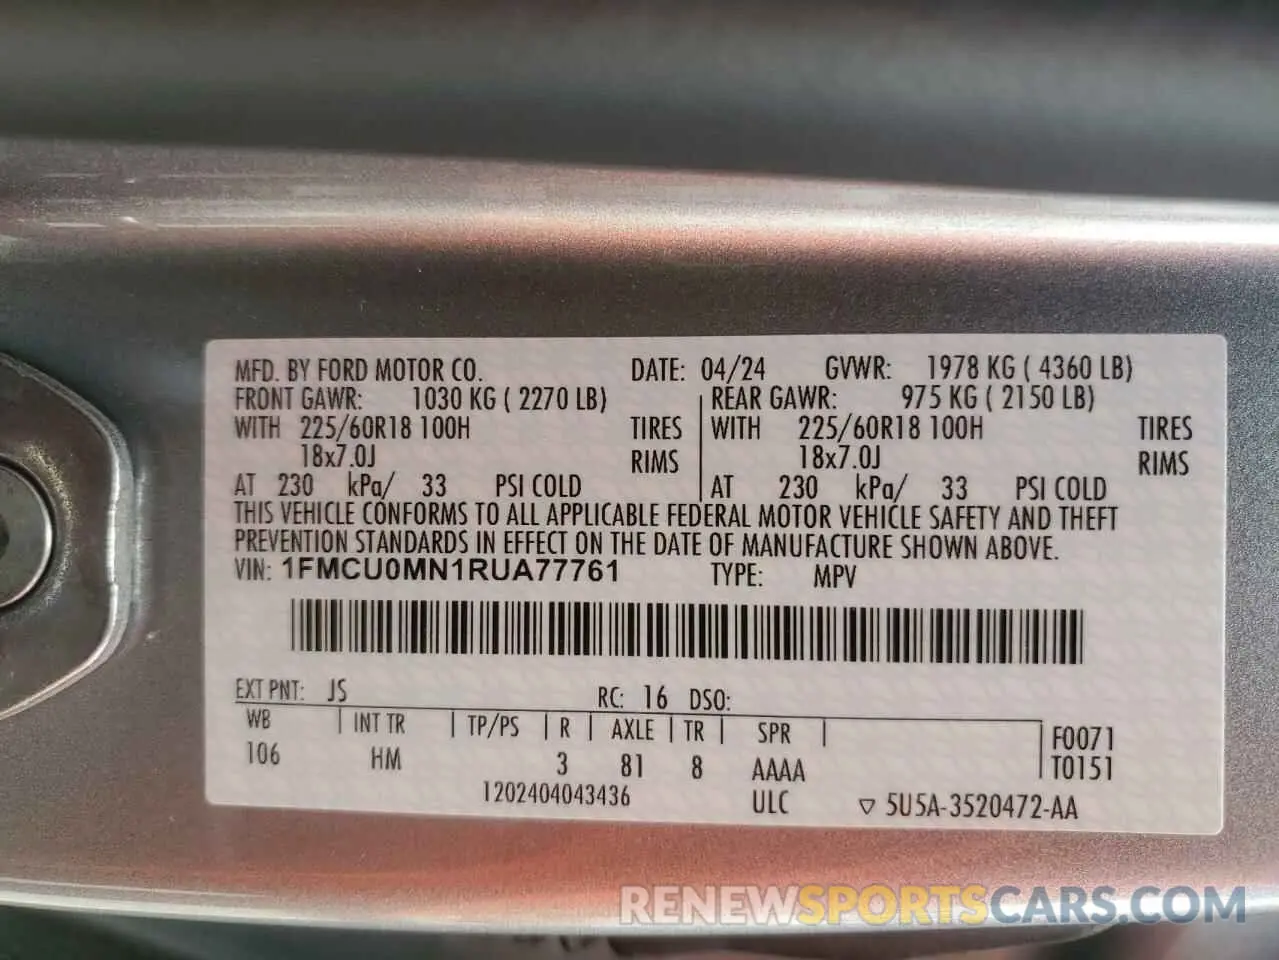 MFD. BY FORD MOTOR CO. DATE: 04/24 GVWR: 1978 KG ( 4360 LB)
FRONT GAWR: 1030 KG ( 2270 LB) REAR GAWR: 975 KG ( 2150 LB)
WITH 225/60R18 100H TIRES WITH 225/60R18 100H TIRES
18x7.0J RIMS 18x7.0J RIMS
AT 230 kPa/ 33 PSI COLD AT 230 kPa/ 33 PSI COLD
THIS VEHICLE CONFORMS TO ALL APPLICABLE FEDERAL MOTOR VEHICLE SAFETY AND THEFT
PREVENTION STANDARDS IN EFFECT ON THE DATE OF MANUFACTURE SHOWN ABOVE.
VIN: 1FMCU0MN1RUA77761 TYPE: MPV
EXT PNT: JS RC: 16 DSO:
WB INT TR TP/PS R AXLE TR SPR F0071
106 HM 3 81 8 AAAA T0151
1202404043436 ULC ▽ 5U5A-3520472-AA
RENEWSPORTSCARS.COM